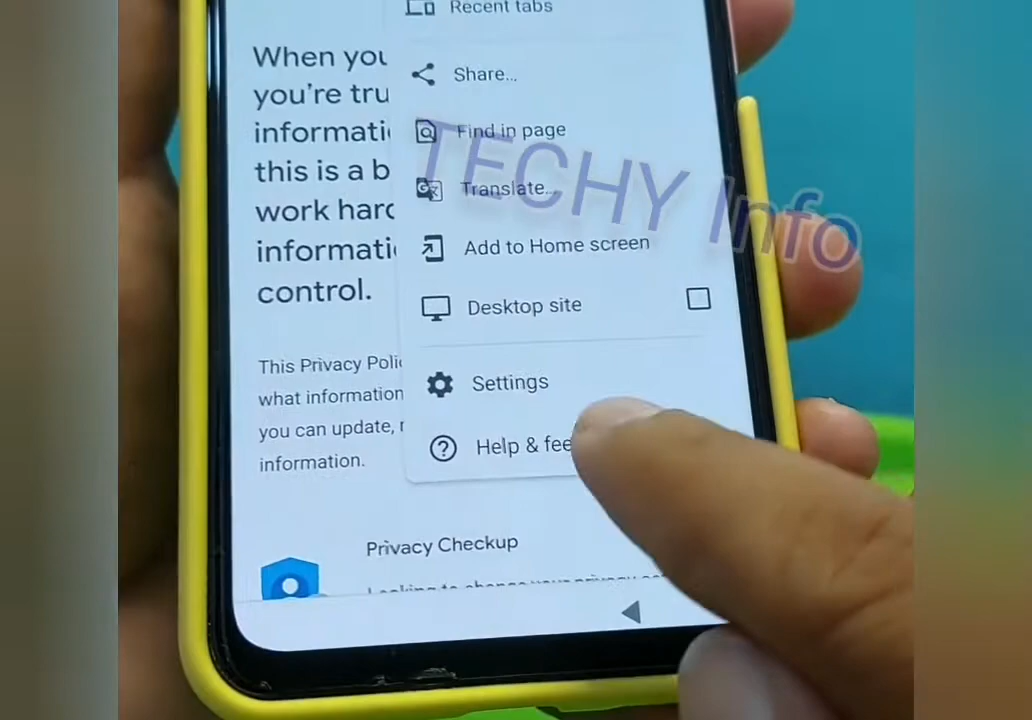 Recent tabs
When you
you're tru
informati
this is a b
work hard
informati
control.
Share...
Find in page
Translate...
Add to Home screen
Desktop site
Settings
Help & fee
TECHY Info
This Privacy Poli
what information
you can update, r
information.
Privacy Checkup